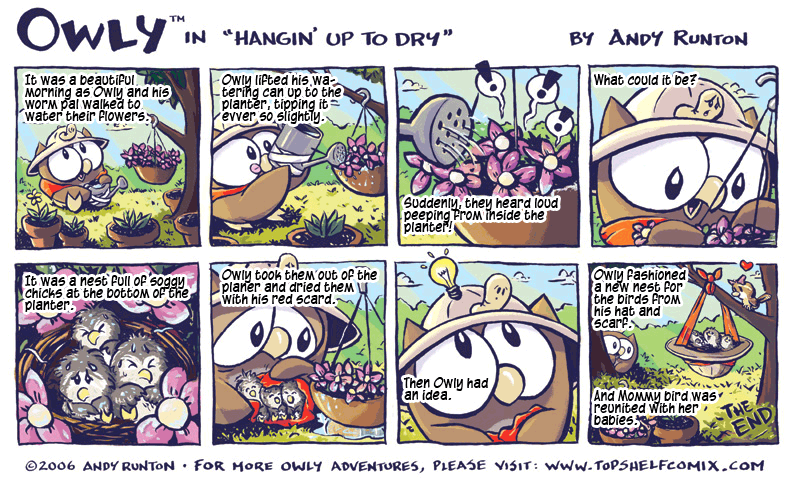 OWLY™ IN "HANGIN' UP TO DRY" BY ANDY RUNTON
It was a beautiful
morning as Owly and his
worm pal walked to
water their flowers.
Owly lifted his wa-
tering can up to the
planter, tipping it
evver so slightly.
! ! !
Suddenly, they heard loud
peeping from inside the
planter!
What could it be?
It was a nest full of soggy
chicks at the bottom of the
planter.
Owly took them out of the
planer and dried them
with his red scard.
Then Owly had
an idea.
Owly fashioned
a new nest for
the birds from
his hat and
scarf.
And Mommy bird was
reunited with her
babies.
THE
END
©2006 ANDY RUNTON · FOR MORE OWLY ADVENTURES, PLEASE VISIT: WWW.TOPSHELFCOMIX.COM